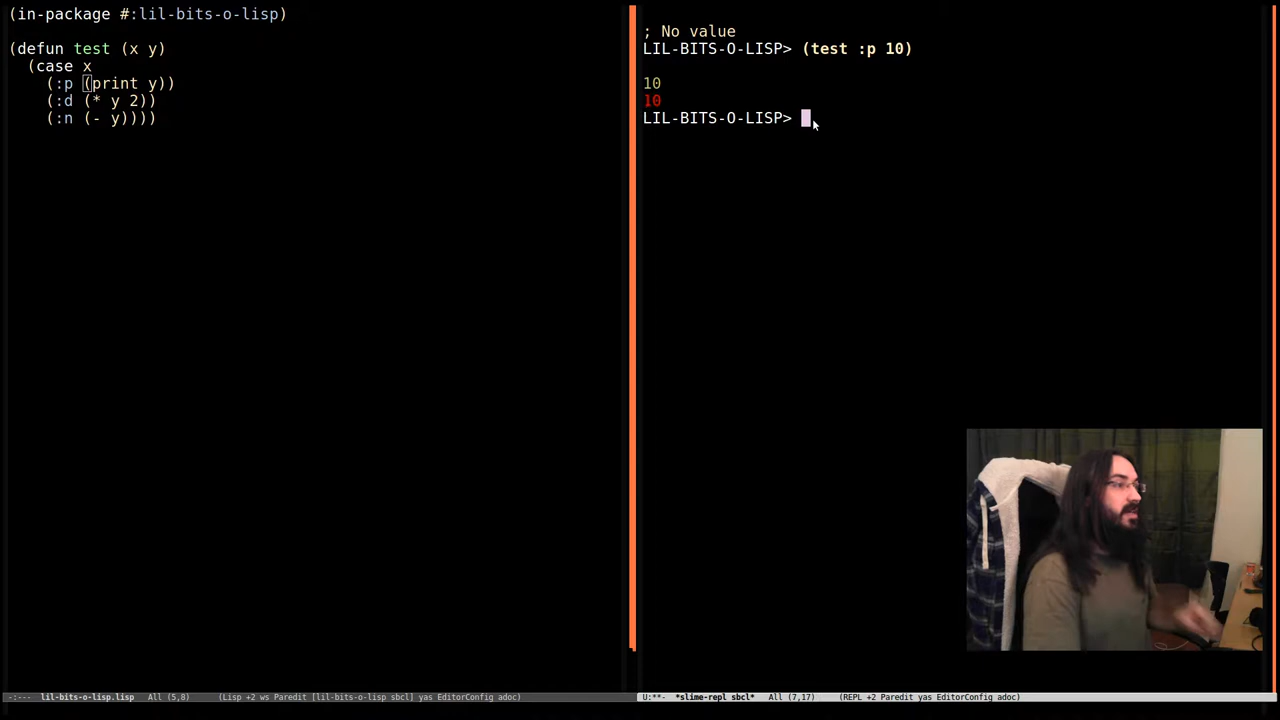 (in-package #:lil-bits-o-lisp)
(defun test (x y)
  (case x
    (:p (print y))
    (:d (* y 2))
    (:n (- y))))
-:---  lil-bits-o-lisp.lisp   All (5,8)     (Lisp +2 ws Paredit [lil-bits-o-lisp sbcl] yas EditorConfig adoc)
; No value
LIL-BITS-O-LISP> (test :p 10)
10
10
LIL-BITS-O-LISP>
U:**-  *slime-repl sbcl*   All (7,17)    (REPL +2 Paredit yas EditorConfig adoc)